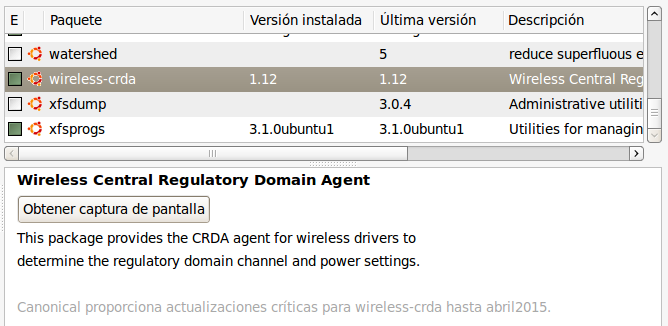 E Paquete Versión instalada Última versión Descripción
watershed 5 reduce superfluous e
wireless-crda 1.12 1.12 Wireless Central Reg
xfsdump 3.0.4 Administrative utiliti
xfsprogs 3.1.0ubuntu1 3.1.0ubuntu1 Utilities for managin
Wireless Central Regulatory Domain Agent
Obtener captura de pantalla
This package provides the CRDA agent for wireless drivers to
determine the regulatory domain channel and power settings.
Canonical proporciona actualizaciones críticas para wireless-crda hasta abril2015.